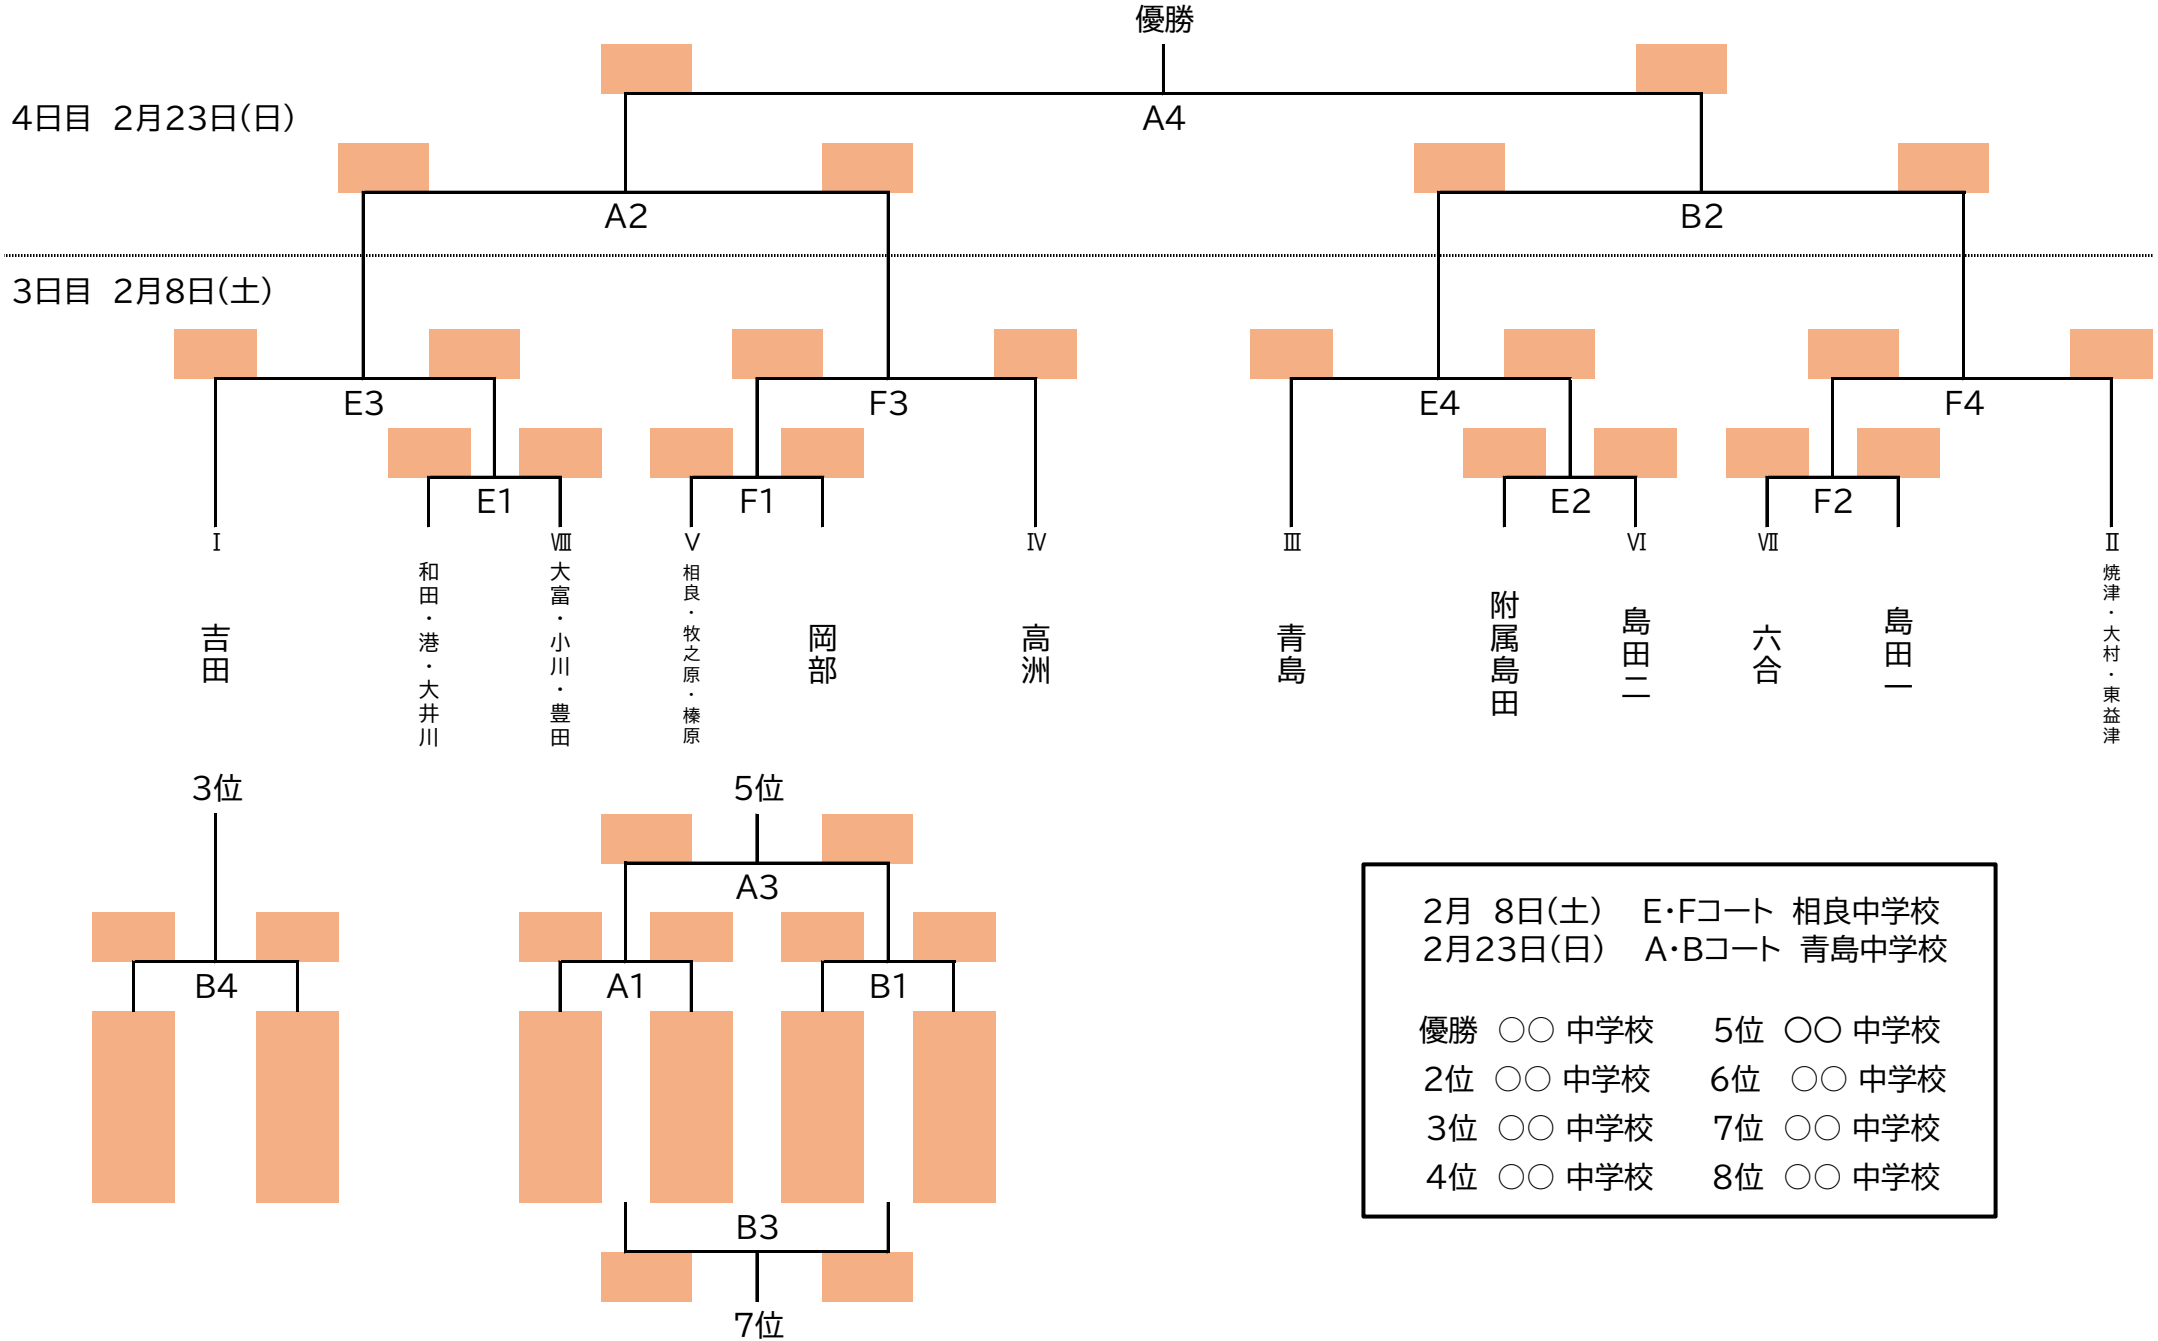 優勝
4日目 2月23日(日)
A4
A2
B2
3日目 2月8日(土)
E3
F3
E4
F4
E1
F1
E2
F2
Ⅰ
Ⅷ
Ⅴ
Ⅳ
Ⅲ
Ⅵ
Ⅶ
Ⅱ
吉田
和田・港・大井川
大富・小川・豊田
相良・牧之原・榛原
岡部
高洲
青島
附属島田
島田二
六合
島田一
焼津・大村・東益津
3位
5位
A3
B4
A1
B1
B3
7位
2月 8日(土) E・Fコート 相良中学校
2月23日(日) A・Bコート 青島中学校
優勝 ○○ 中学校 5位 ○○ 中学校
2位 ○○ 中学校 6位 ○○ 中学校
3位 ○○ 中学校 7位 ○○ 中学校
4位 ○○ 中学校 8位 ○○ 中学校